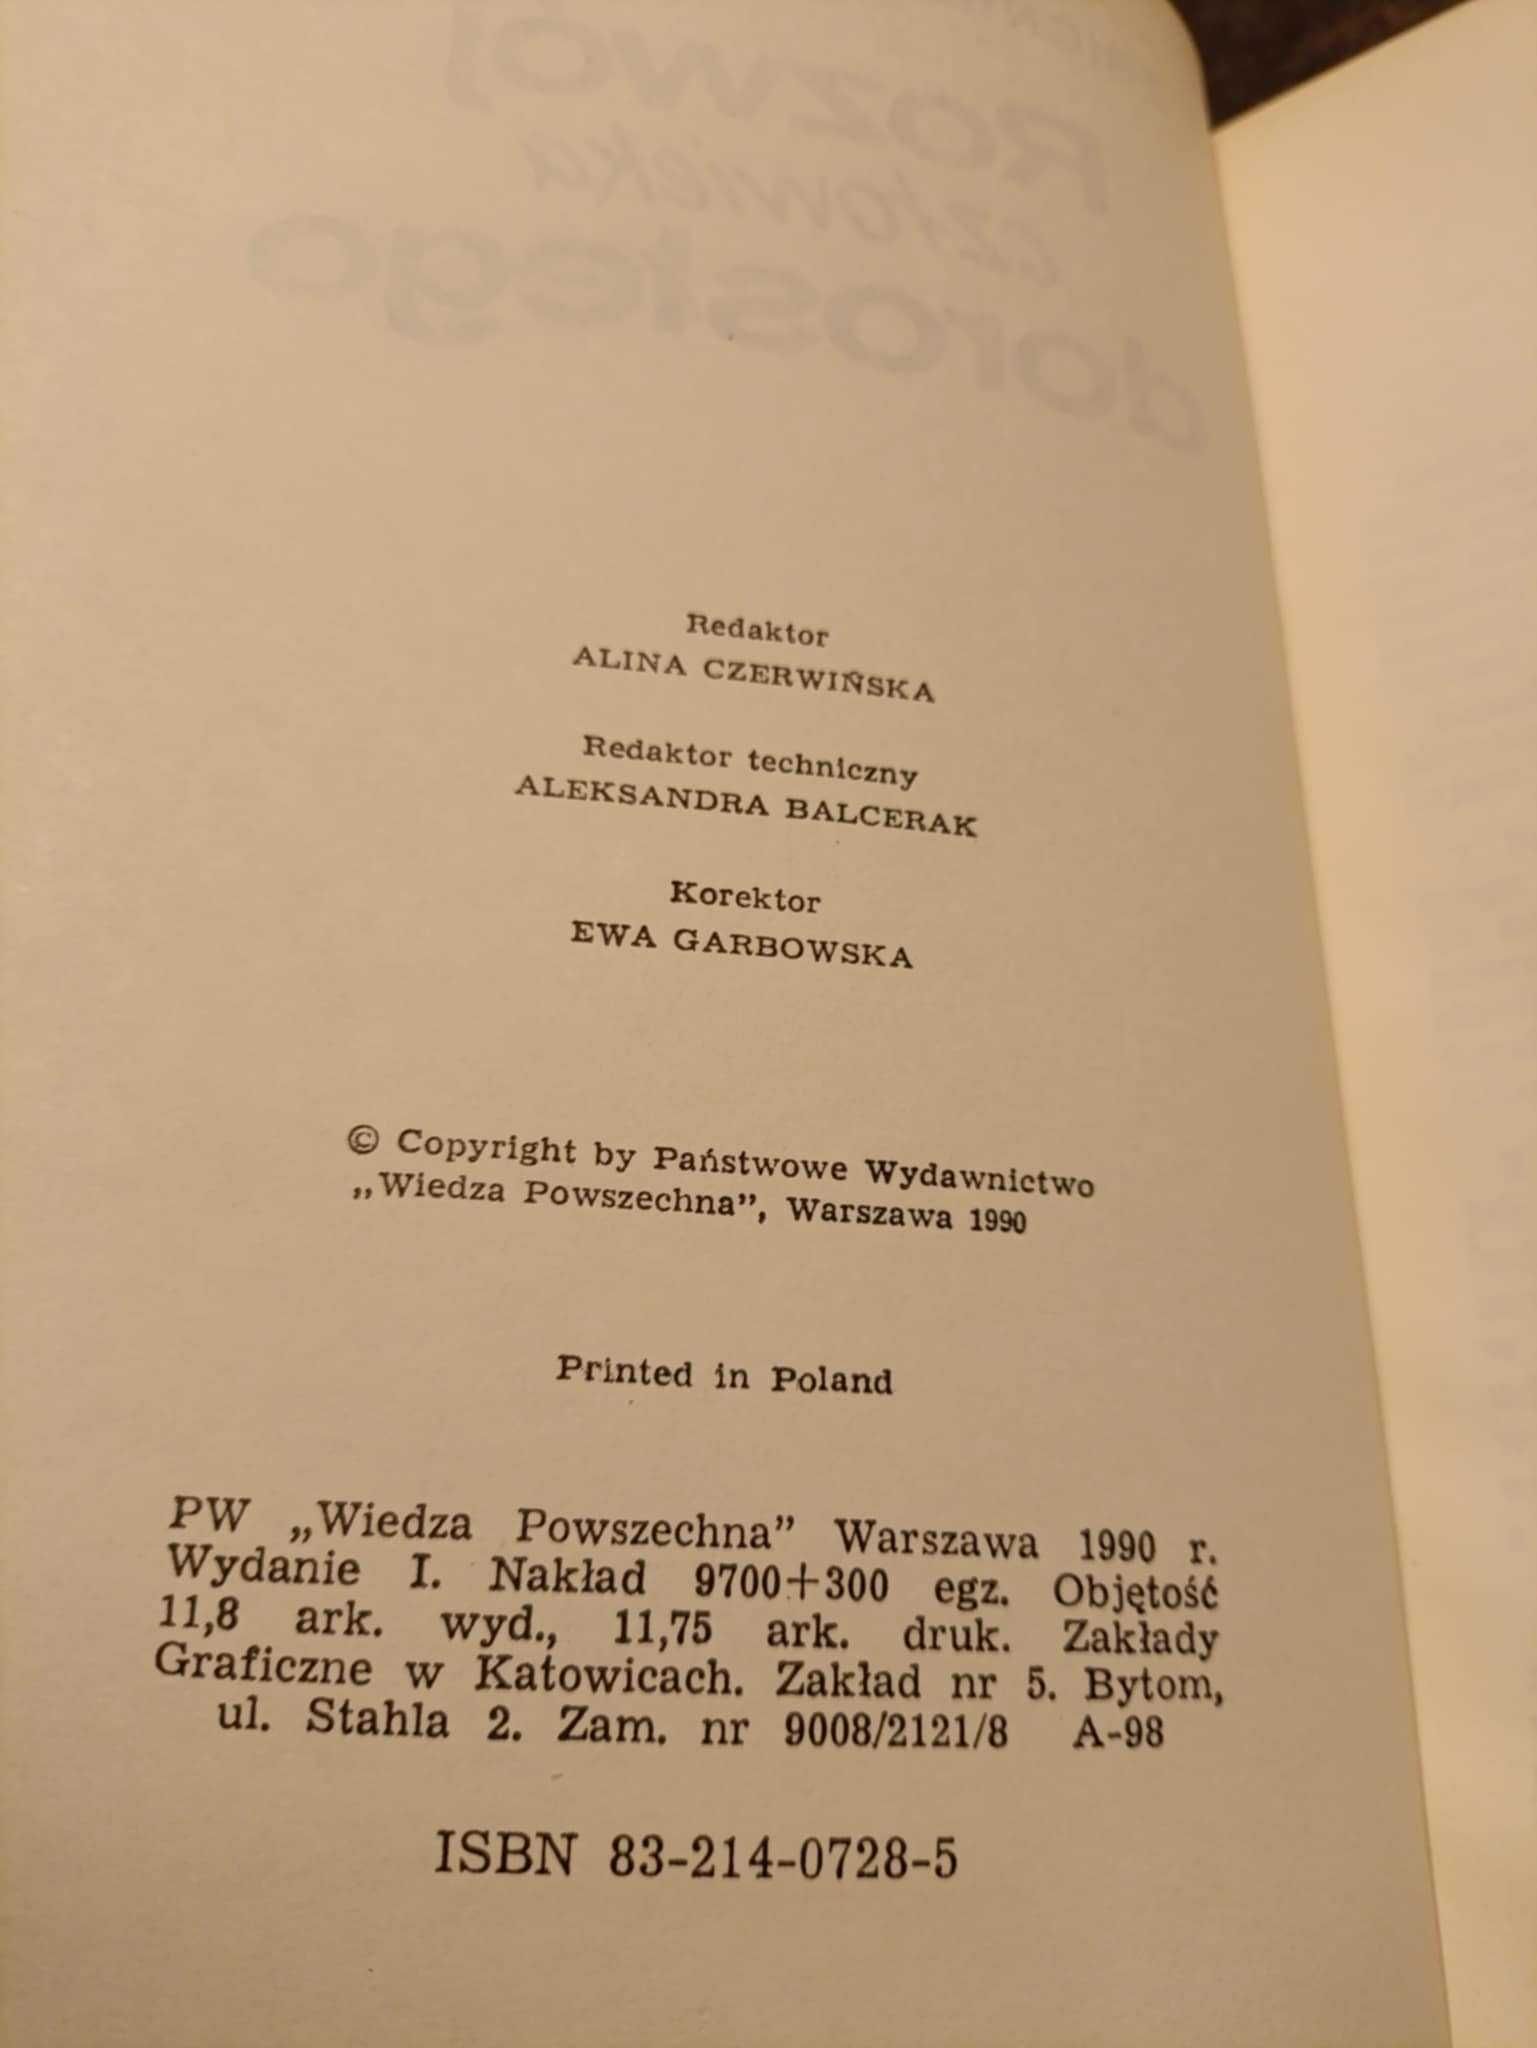 Rozwój
człowieka
dorosłego
Redaktor
ALINA CZERWIŃSKA
Redaktor techniczny
ALEKSANDRA BALCERAK
Korektor
EWA GARBOWSKA
© Copyright by Państwowe Wydawnictwo
„Wiedza Powszechna”, Warszawa 1990
Printed in Poland
PW „Wiedza Powszechna” Warszawa 1990 r.
Wydanie I. Nakład 9700+300 egz. Objętość
11,8 ark. wyd., 11,75 ark. druk. Zakłady
Graficzne w Katowicach. Zakład nr 5. Bytom,
ul. Stahla 2. Zam. nr 9008/2121/8 A-98
ISBN 83-214-0728-5